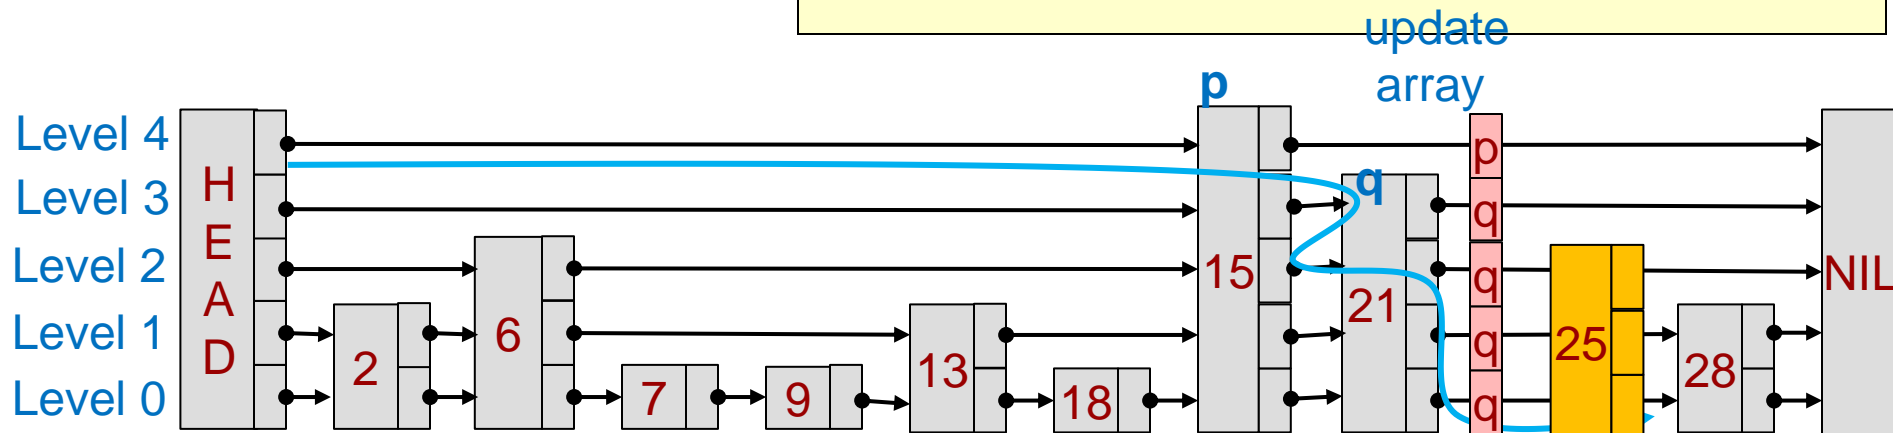 update
array
p
Level 4
Level 3
Level 2
Level 1
Level 0
H
E
A
D
2
6
7
9
13
18
15
q
21
p
q
q
q
q
25
28
NIL